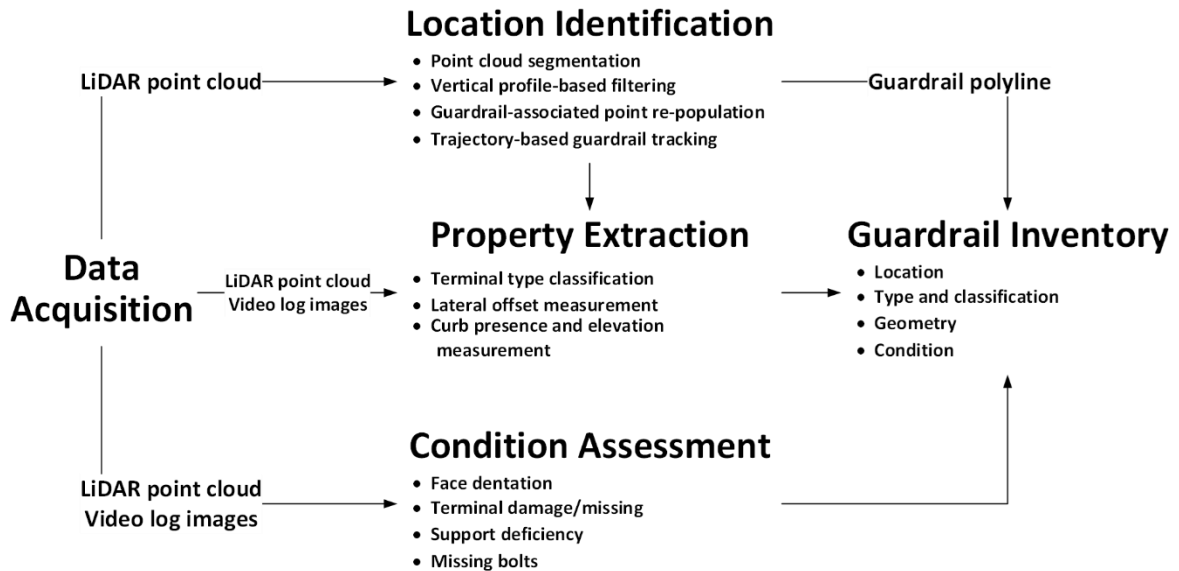 Location Identification
LiDAR point cloud
• Point cloud segmentation
• Vertical profile-based filtering
• Guardrail-associated point re-population
• Trajectory-based guardrail tracking
Guardrail polyline
Data
Acquisition
LiDAR point cloud
Video log images
Property Extraction
• Terminal type classification
• Lateral offset measurement
• Curb presence and elevation
measurement
Guardrail Inventory
• Location
• Type and classification
• Geometry
• Condition
LiDAR point cloud
Video log images
Condition Assessment
• Face dentation
• Terminal damage/missing
• Support deficiency
• Missing bolts